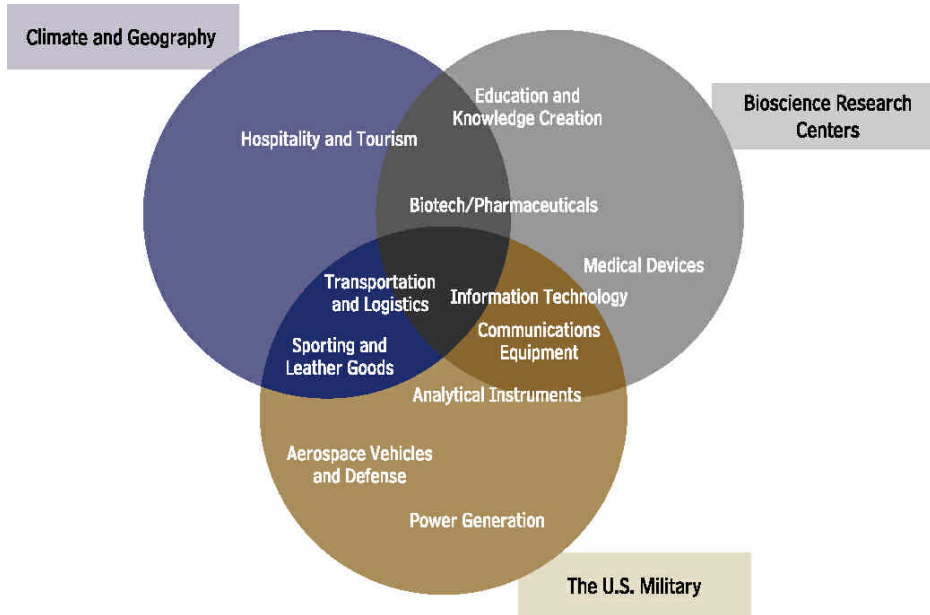 Climate and Geography
Education and
Knowledge Creation
Bioscience Research
Centers
Hospitality and Tourism
Biotech/Pharmaceuticals
Medical Devices
Transportation
and Logistics
Information Technology
Communications
Equipment
Sporting and
Leather Goods
Analytical Instruments
Aerospace Vehicles
and Defense
Power Generation
The U.S. Military